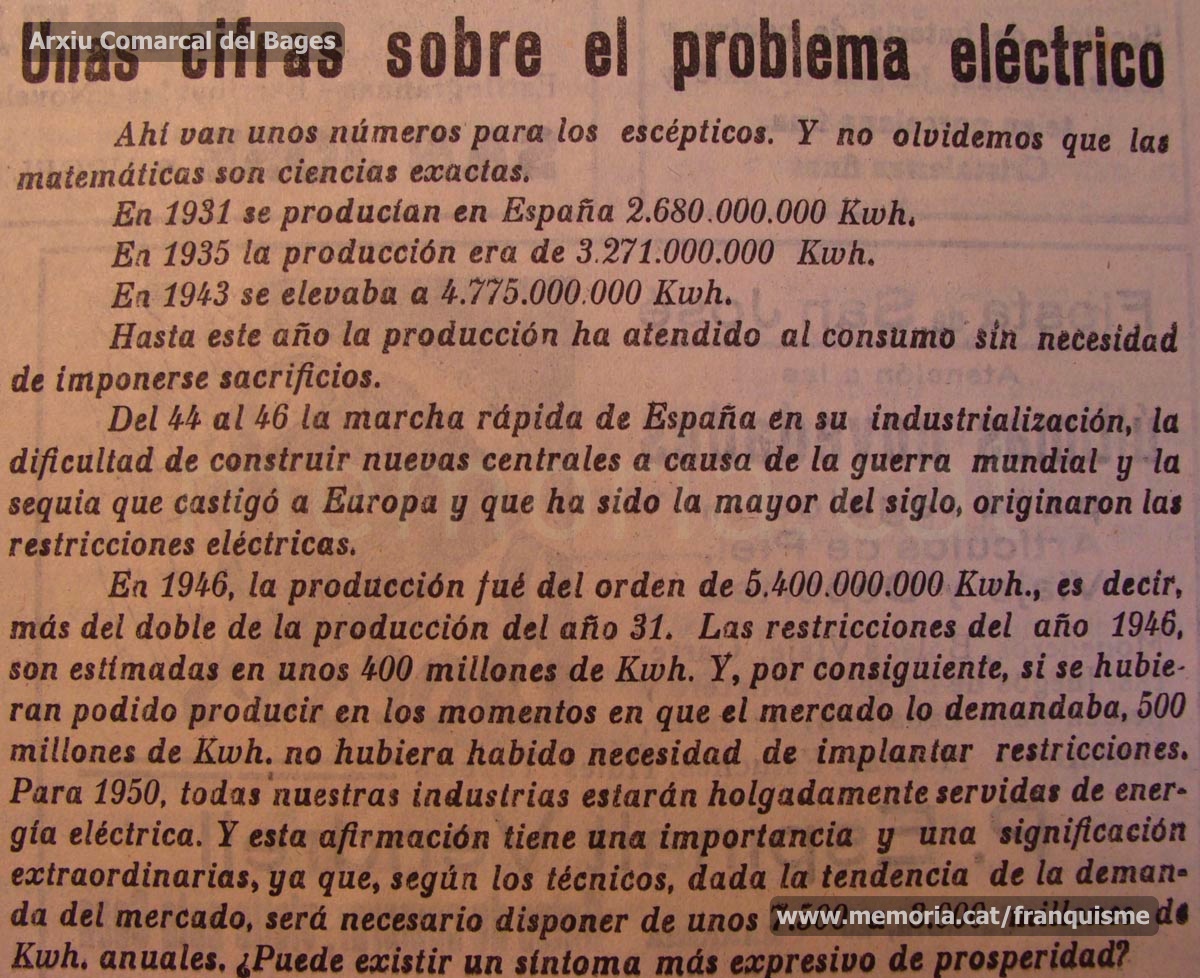 Arxiu Comarcal del Bages
Unas cifras sobre el problema eléctrico
Ahí van unos números para los escépticos. Y no olvidemos que las
matemáticas son ciencias exactas.
En 1931 se producían en España 2.680.000.000 Kwh.
En 1935 la producción era de 3.271.000.000 Kwh.
En 1943 se elevaba a 4.775.000.000 Kwh.
Hasta este año la producción ha atendido al consumo sin necesidad
de imponerse sacrificios.
Del 44 al 46 la marcha rápida de España en su industrialización, la
dificultad de construir nuevas centrales a causa de la guerra mundial y la
sequia que castigó a Europa y que ha sido la mayor del siglo, originaron las
restricciones eléctricas.
En 1946, la producción fué del orden de 5.400.000.000 Kwh., es decir,
más del doble de la producción del año 31. Las restricciones del año 1946,
son estimadas en unos 400 millones de Kwh. Y, por consiguiente, si se hubie-
ran podido producir en los momentos en que el mercado lo demandaba, 500
millones de Kwh. no hubiera habido necesidad de implantar restricciones.
Para 1950, todas nuestras industrias estarán holgadamente servidas de ener-
gía eléctrica. Y esta afirmación tiene una importancia y una significación
extraordinarias, ya que, según los técnicos, dada la tendencia de la deman-
da del mercado, será necesario disponer de unos 7.500 a 8.000 millones de
Kwh. anuales. ¿Puede existir un síntoma más expresivo de prosperidad?
www.memoria.cat/franquisme